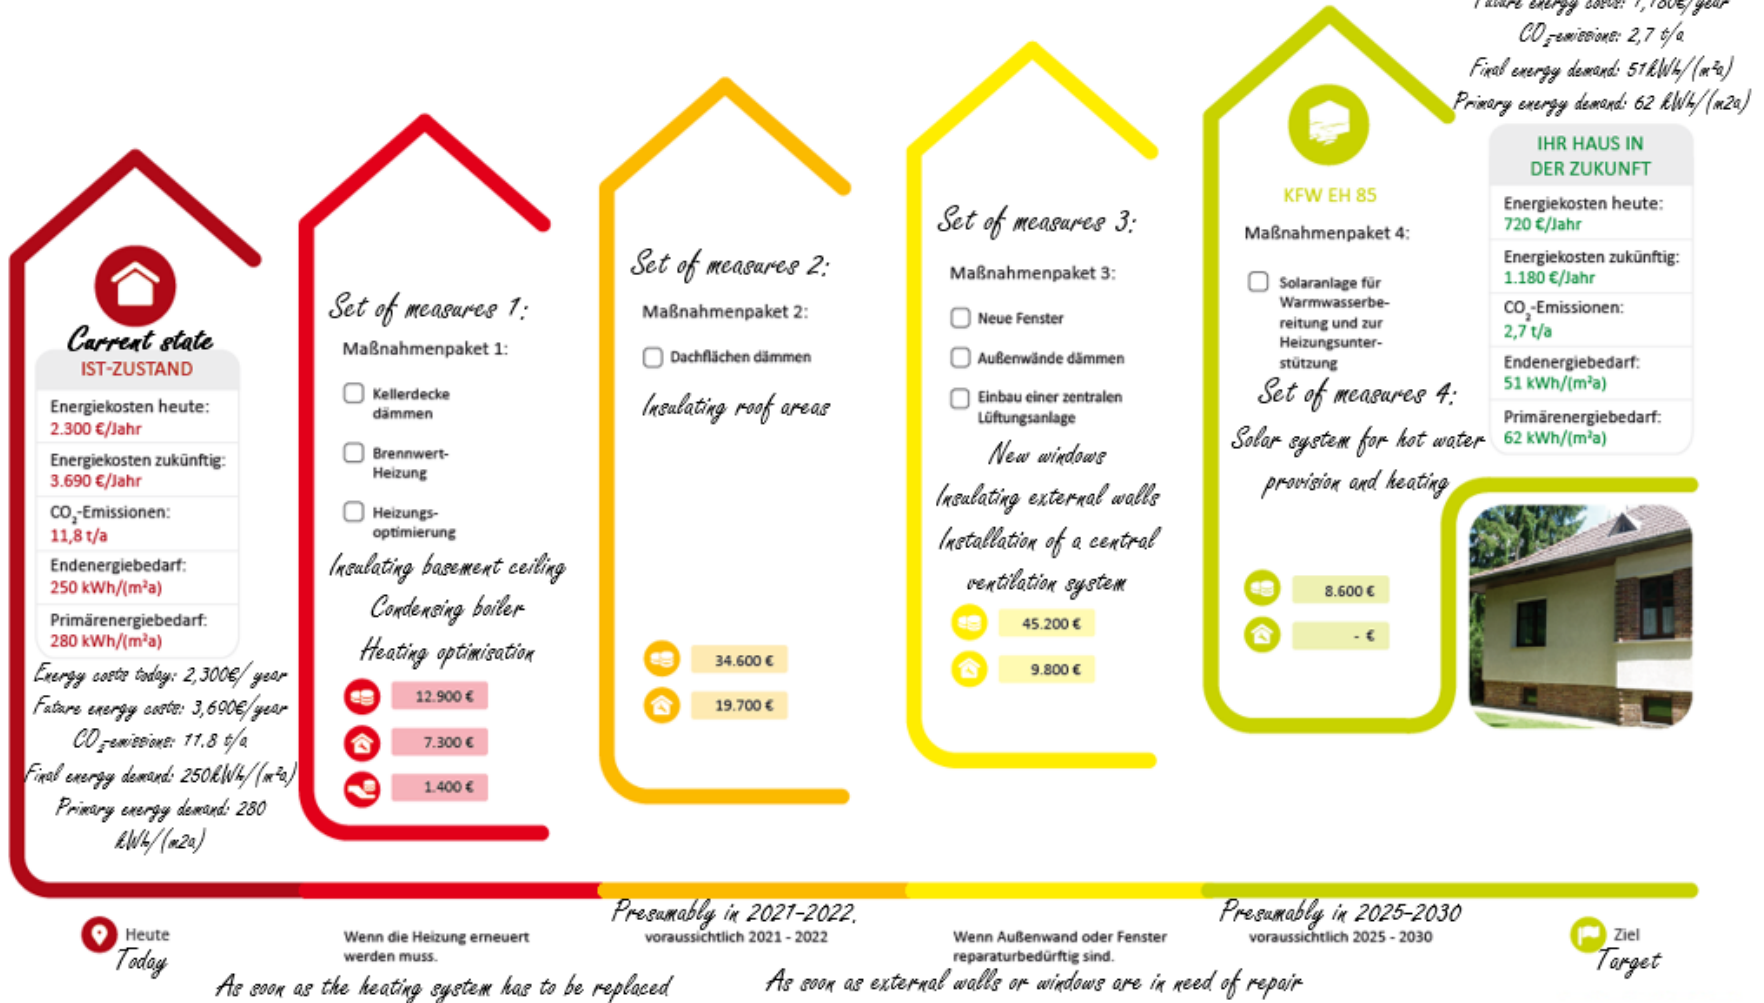 Current state
IST-ZUSTAND
Energiekosten heute:
2.300 €/Jahr
Energiekosten zukünftig:
3.690 €/Jahr
CO₂-Emissionen:
11,8 t/a
Endenergiebedarf:
250 kWh/(m²a)
Primärenergiebedarf:
280 kWh/(m²a)
Energy costs today: 2,300€/ year
Future energy costs: 3,690€/year
CO₂-emissions: 11.8 t/a
Final energy demand: 250kWh/(m²a)
Primary energy demand: 280
kWh/(m2a)
Set of measures 1:
Maßnahmenpaket 1:
Kellerdecke
dämmen
Brennwert-
Heizung
Heizungs-
optimierung
Insulating basement ceiling
Condensing boiler
Heating optimisation
12.900 €
7.300 €
1.400 €
Set of measures 2:
Maßnahmenpaket 2:
Dachflächen dämmen
Insulating roof areas
34.600 €
19.700 €
Set of measures 3:
Maßnahmenpaket 3:
Neue Fenster
Außenwände dämmen
Einbau einer zentralen
Lüftungsanlage
New windows
Insulating external walls
Installation of a central
ventilation system
45.200 €
9.800 €
KFW EH 85
Maßnahmenpaket 4:
Solaranlage für
Warmwasserbe-
reitung und zur
Heizungsunter-
stützung
Set of measures 4:
Solar system for hot water
provision and heating
8.600 €
- €
Future energy costs: 1,180€/year
CO₂-emissions: 2,7 t/a
Final energy demand: 51kWh/(m²a)
Primary energy demand: 62 kWh/(m2a)
IHR HAUS IN
DER ZUKUNFT
Energiekosten heute:
720 €/Jahr
Energiekosten zukünftig:
1.180 €/Jahr
CO₂-Emissionen:
2,7 t/a
Endenergiebedarf:
51 kWh/(m²a)
Primärenergiebedarf:
62 kWh/(m²a)
Heute
Today
Wenn die Heizung erneuert
werden muss.
As soon as the heating system has to be replaced
Presumably in 2021-2022.
voraussichtlich 2021 - 2022
Wenn Außenwand oder Fenster
reparaturbedürftig sind.
As soon as external walls or windows are in need of repair
Presumably in 2025-2030
voraussichtlich 2025 - 2030
Ziel
Target